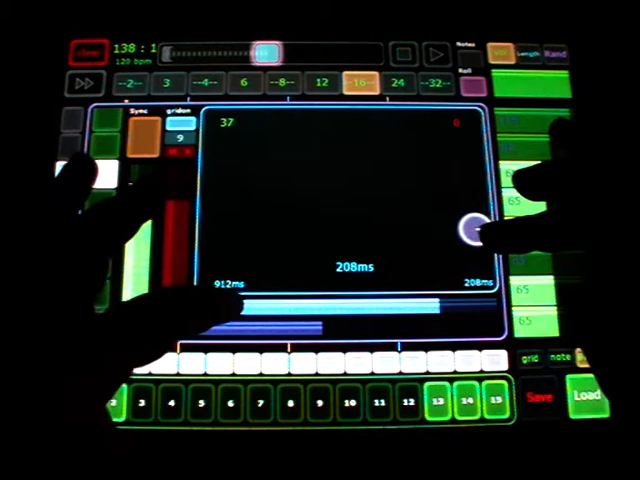 clear 138 : 1 Notes Length Rand
120 bpm
Roll
--2-- 3 --4-- 6 --8-- 12 --16-- 24 --32--
Sync gridon
9
37 0
65
208ms
912ms 208ms
65
65
grid note
2 3 4 5 6 7 8 9 10 11 12 13 14 15
Save Load